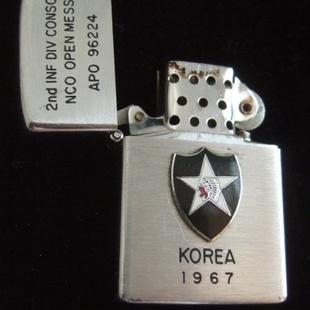 2nd INF DIV CONSO
NCO OPEN MESS
APO 96224
KOREA
1967